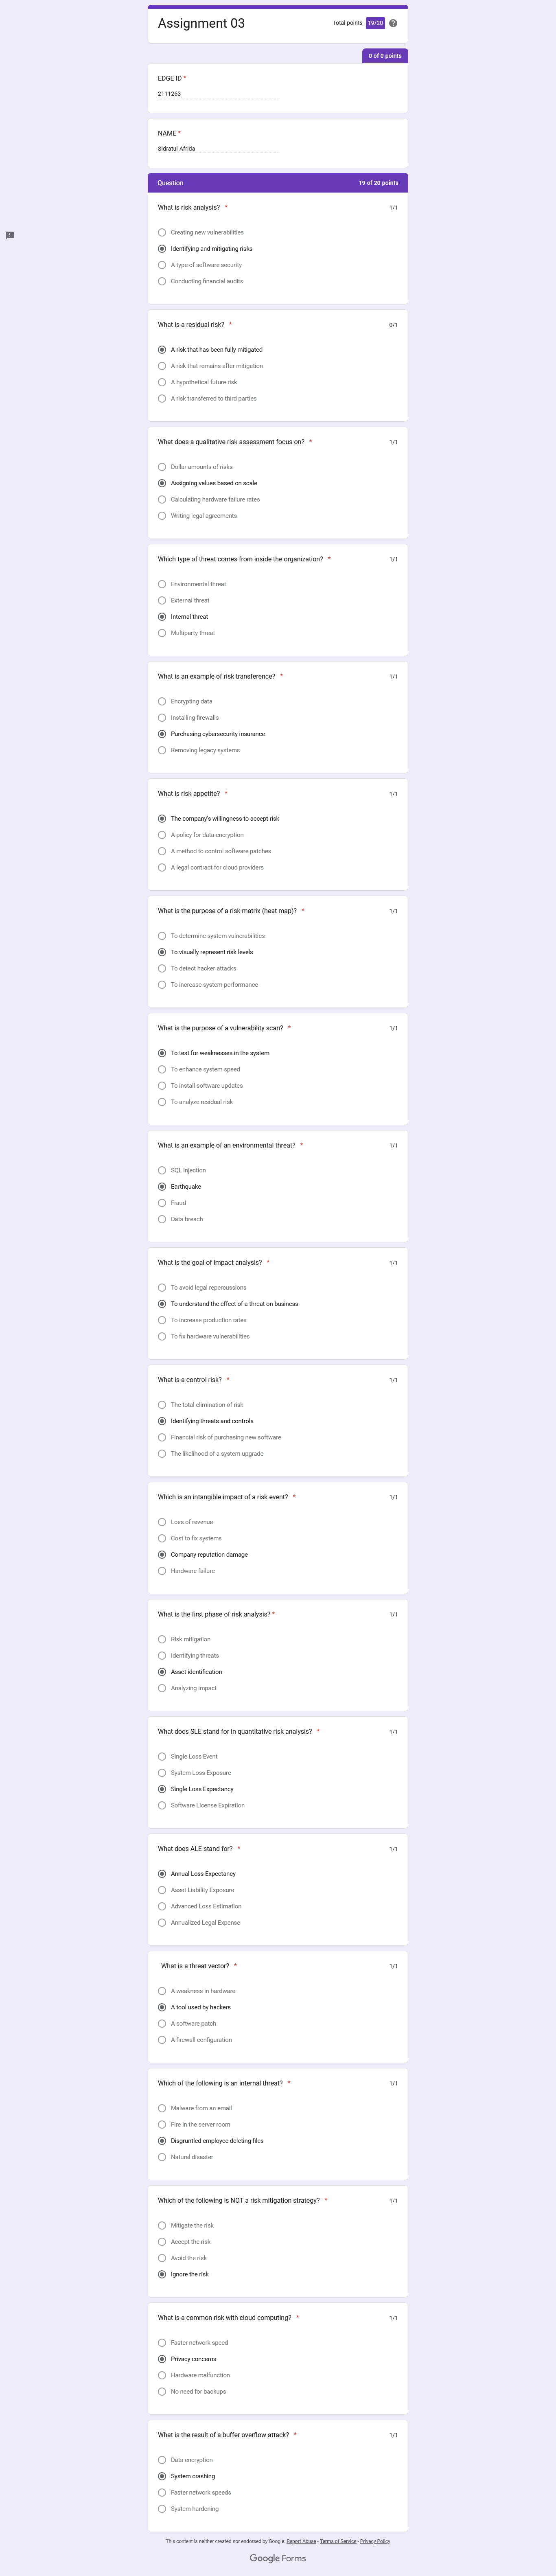 Assignment 03
Total points 19/20
0 of 0 points
EDGE ID *
2111263
NAME *
Sidratul Afrida
Question 19 of 20 points
What is risk analysis? * 1/1
Creating new vulnerabilities
Identifying and mitigating risks
A type of software security
Conducting financial audits
What is a residual risk? * 0/1
A risk that has been fully mitigated
A risk that remains after mitigation
A hypothetical future risk
A risk transferred to third parties
What does a qualitative risk assessment focus on? * 1/1
Dollar amounts of risks
Assigning values based on scale
Calculating hardware failure rates
Writing legal agreements
Which type of threat comes from inside the organization? * 1/1
Environmental threat
External threat
Internal threat
Multiparty threat
What is an example of risk transference? * 1/1
Encrypting data
Installing firewalls
Purchasing cybersecurity insurance
Removing legacy systems
What is risk appetite? * 1/1
The company's willingness to accept risk
A policy for data encryption
A method to control software patches
A legal contract for cloud providers
What is the purpose of a risk matrix (heat map)? * 1/1
To determine system vulnerabilities
To visually represent risk levels
To detect hacker attacks
To increase system performance
What is the purpose of a vulnerability scan? * 1/1
To test for weaknesses in the system
To enhance system speed
To install software updates
To analyze residual risk
What is an example of an environmental threat? * 1/1
SQL injection
Earthquake
Fraud
Data breach
What is the goal of impact analysis? * 1/1
To avoid legal repercussions
To understand the effect of a threat on business
To increase production rates
To fix hardware vulnerabilities
What is a control risk? * 1/1
The total elimination of risk
Identifying threats and controls
Financial risk of purchasing new software
The likelihood of a system upgrade
Which is an intangible impact of a risk event? * 1/1
Loss of revenue
Cost to fix systems
Company reputation damage
Hardware failure
What is the first phase of risk analysis? * 1/1
Risk mitigation
Identifying threats
Asset identification
Analyzing impact
What does SLE stand for in quantitative risk analysis? * 1/1
Single Loss Event
System Loss Exposure
Single Loss Expectancy
Software License Expiration
What does ALE stand for? * 1/1
Annual Loss Expectancy
Asset Liability Exposure
Advanced Loss Estimation
Annualized Legal Expense
What is a threat vector? * 1/1
A weakness in hardware
A tool used by hackers
A software patch
A firewall configuration
Which of the following is an internal threat? * 1/1
Malware from an email
Fire in the server room
Disgruntled employee deleting files
Natural disaster
Which of the following is NOT a risk mitigation strategy? * 1/1
Mitigate the risk
Accept the risk
Avoid the risk
Ignore the risk
What is a common risk with cloud computing? * 1/1
Faster network speed
Privacy concerns
Hardware malfunction
No need for backups
What is the result of a buffer overflow attack? * 1/1
Data encryption
System crashing
Faster network speeds
System hardening
This content is neither created nor endorsed by Google. Report Abuse - Terms of Service - Privacy Policy
Google Forms